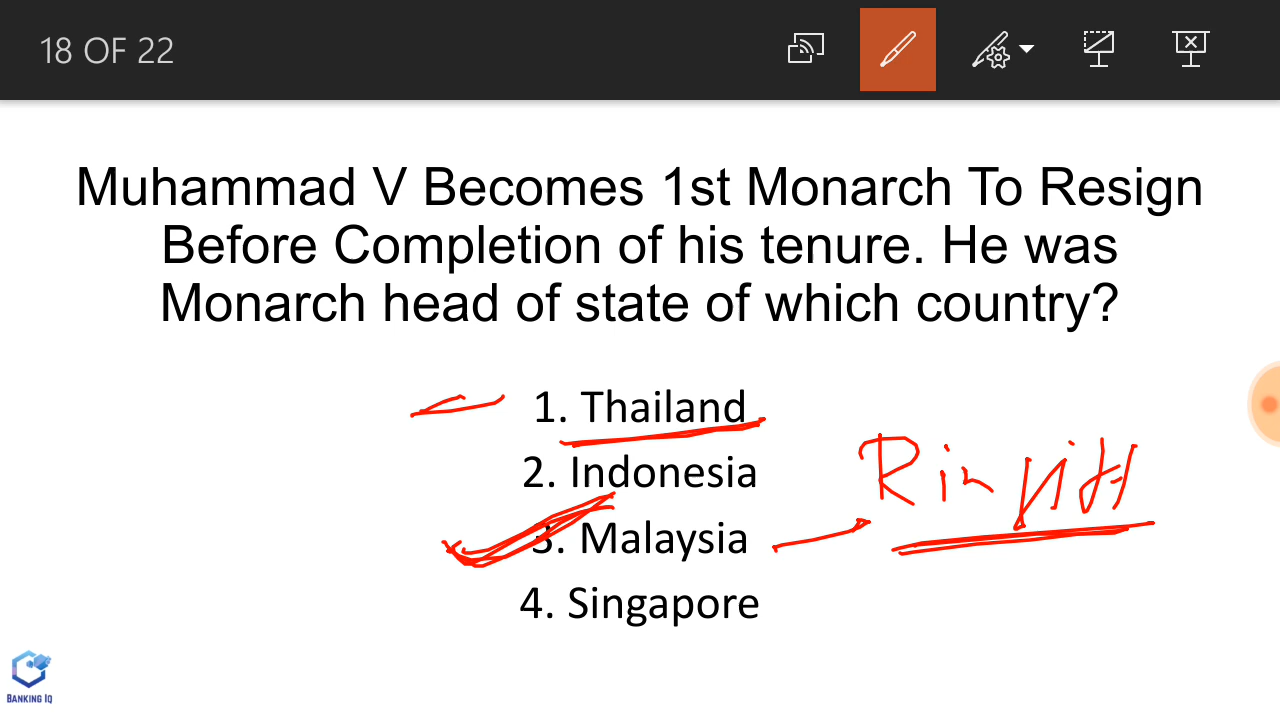 18 OF 22
Muhammad V Becomes 1st Monarch To Resign
Before Completion of his tenure. He was
Monarch head of state of which country?
1. Thailand
2. Indonesia
3. Malaysia
Ringitt
4. Singapore
BANKING IQ